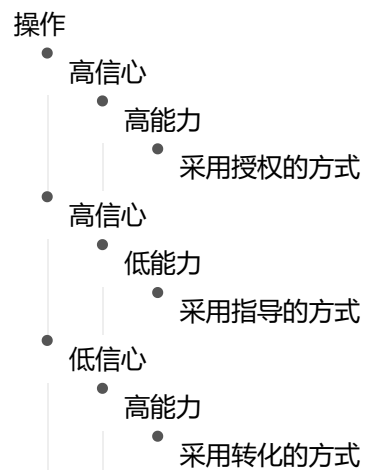 操作
高信心
高能力
采用授权的方式
高信心
低能力
采用指导的方式
低信心
高能力
采用转化的方式